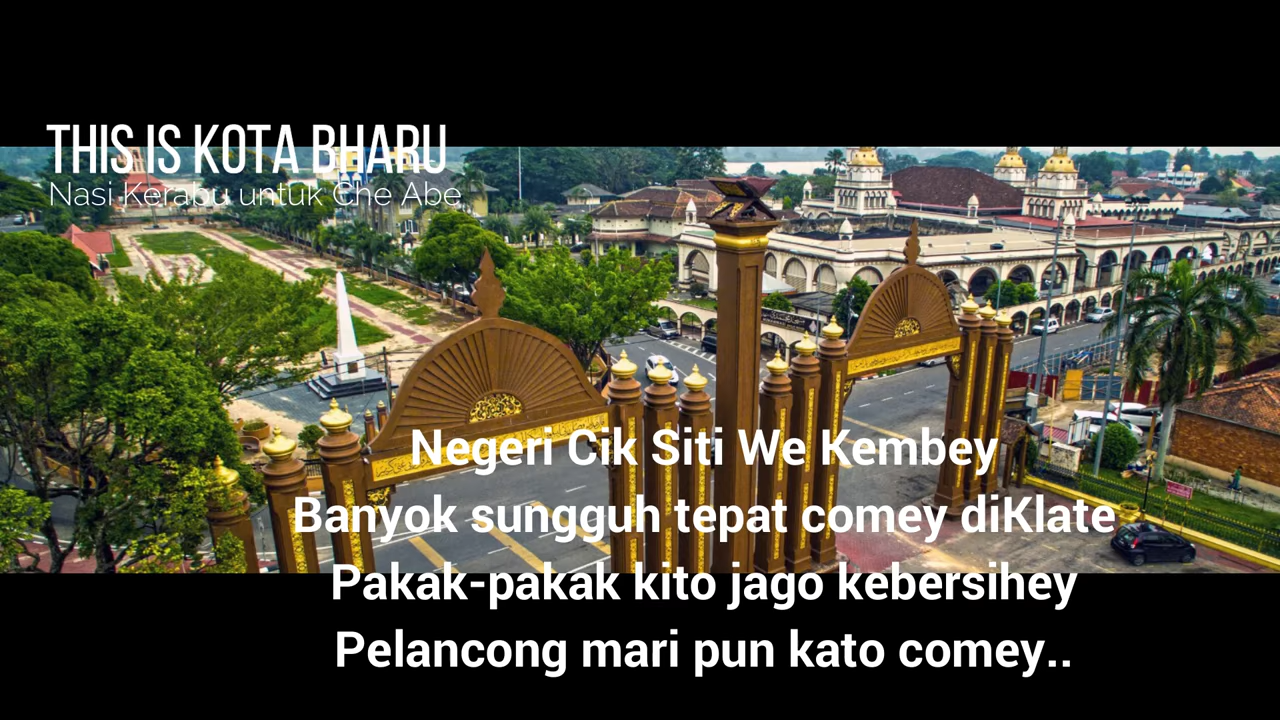 THIS IS KOTA BHARU
Nasi Kerabu untuk Che Abe
Negeri Cik Siti We Kembey
Banyok sungguh tepat comey diKlate
Pakak-pakak kito jago kebersihey
Pelancong mari pun kato comey..